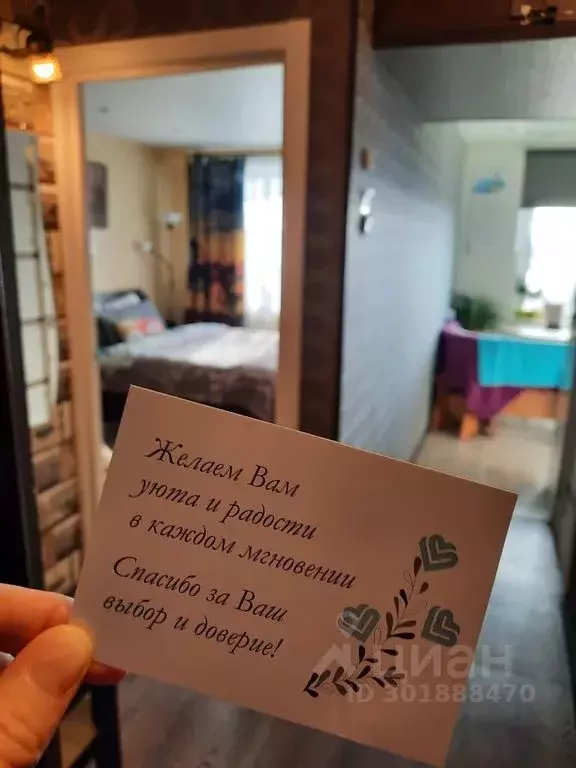 Желаем Вам
уюта и радости
в каждом мгновении
Спасибо за Ваш
выбор и доверие!
Циан
ID 301888470